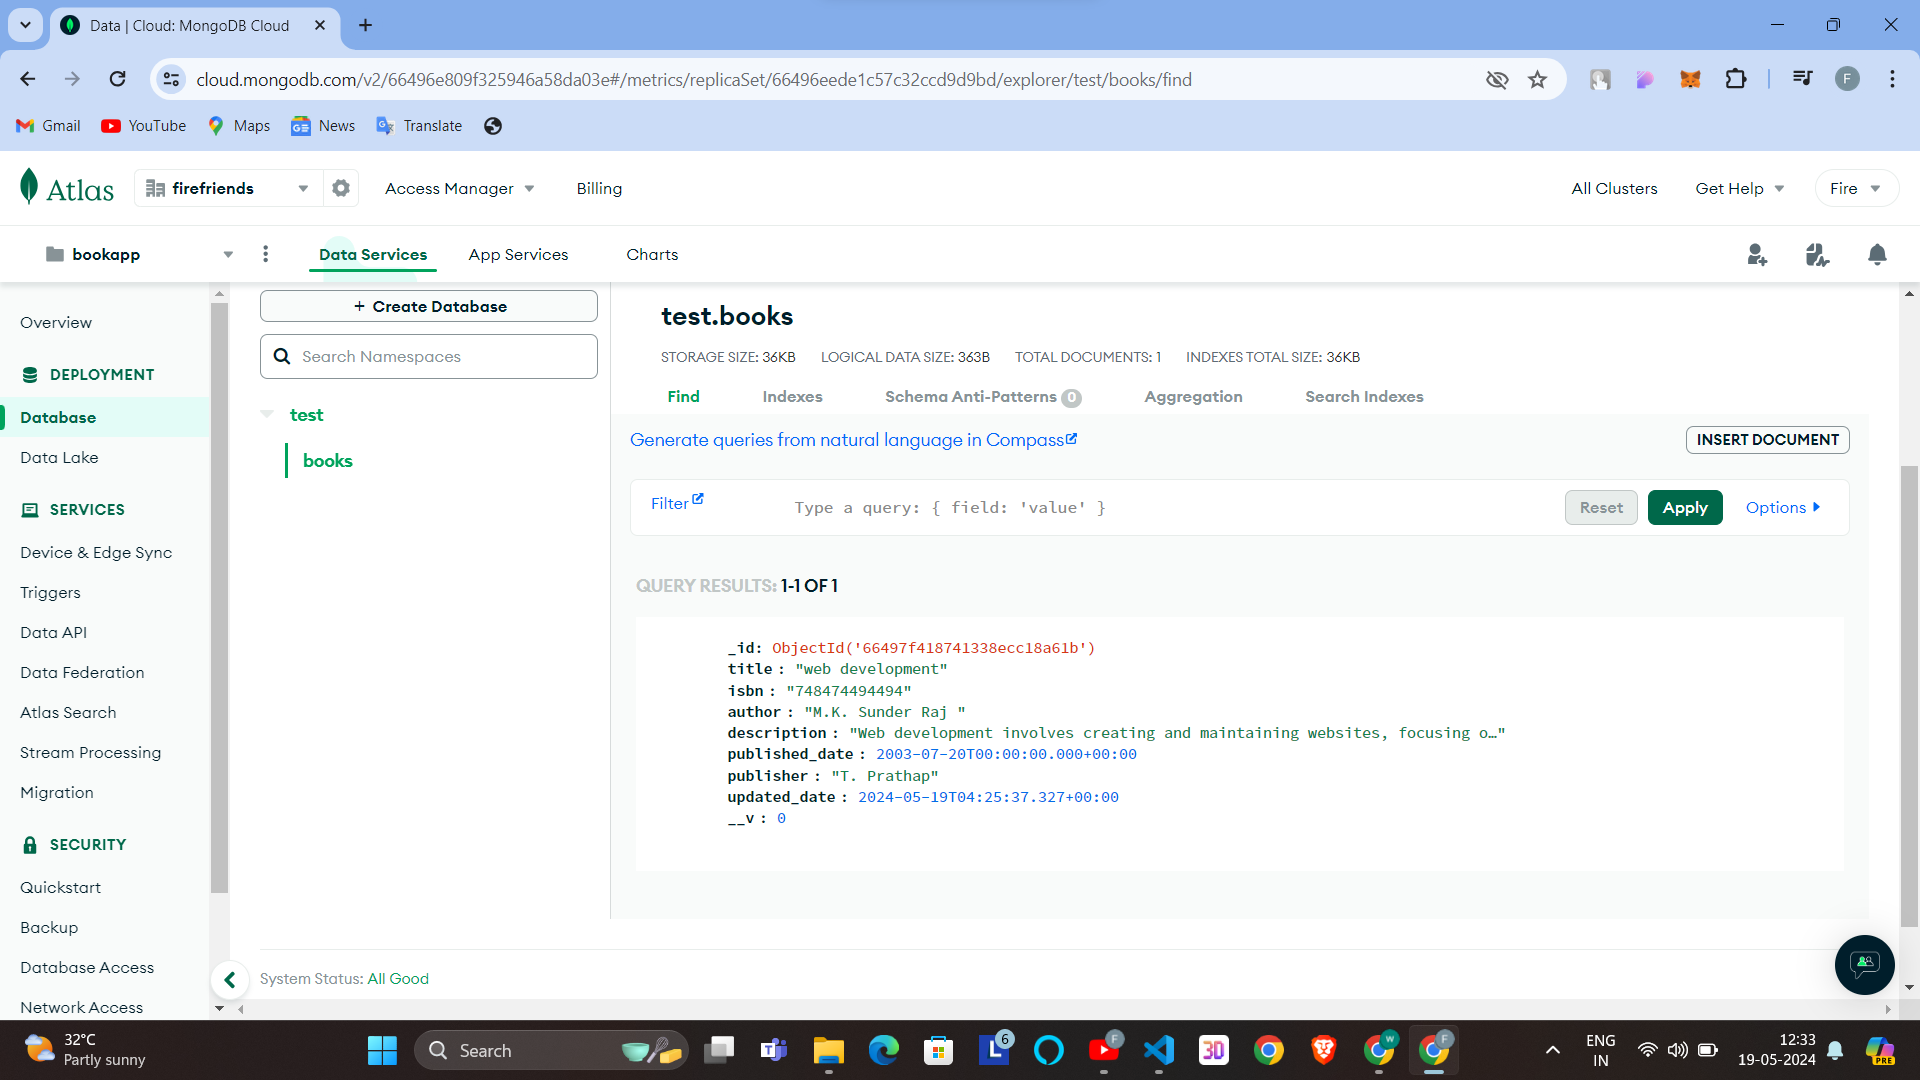 Data | Cloud: MongoDB Cloud
cloud.mongodb.com/v2/66496e809f325946a58da03e#/metrics/replicaSet/66496eede1c57c32ccd9d9bd/explorer/test/books/find
F
Gmail YouTube Maps News Translate
Atlas firefriends Access Manager Billing All Clusters Get Help Fire
bookapp Data Services App Services Charts
Overview
DEPLOYMENT
Database
Data Lake
SERVICES
Device & Edge Sync
Triggers
Data API
Data Federation
Atlas Search
Stream Processing
Migration
SECURITY
Quickstart
Backup
Database Access
Network Access
+ Create Database
Search Namespaces
test
books
test.books
STORAGE SIZE: 36KB LOGICAL DATA SIZE: 363B TOTAL DOCUMENTS: 1 INDEXES TOTAL SIZE: 36KB
Find Indexes Schema Anti-Patterns 0 Aggregation Search Indexes
Generate queries from natural language in Compass
INSERT DOCUMENT
Filter Type a query: { field: 'value' } Reset Apply Options
QUERY RESULTS: 1-1 OF 1
_id: ObjectId('66497f418741338ecc18a61b')
title : "web development"
isbn : "748474494494"
author : "M.K. Sunder Raj "
description : "Web development involves creating and maintaining websites, focusing o…"
published_date : 2003-07-20T00:00:00.000+00:00
publisher : "T. Prathap"
updated_date : 2024-05-19T04:25:37.327+00:00
__v : 0
System Status: All Good
32°C
Partly sunny
Search
6
F
W
F
ENG
IN
12:33
19-05-2024
PRE